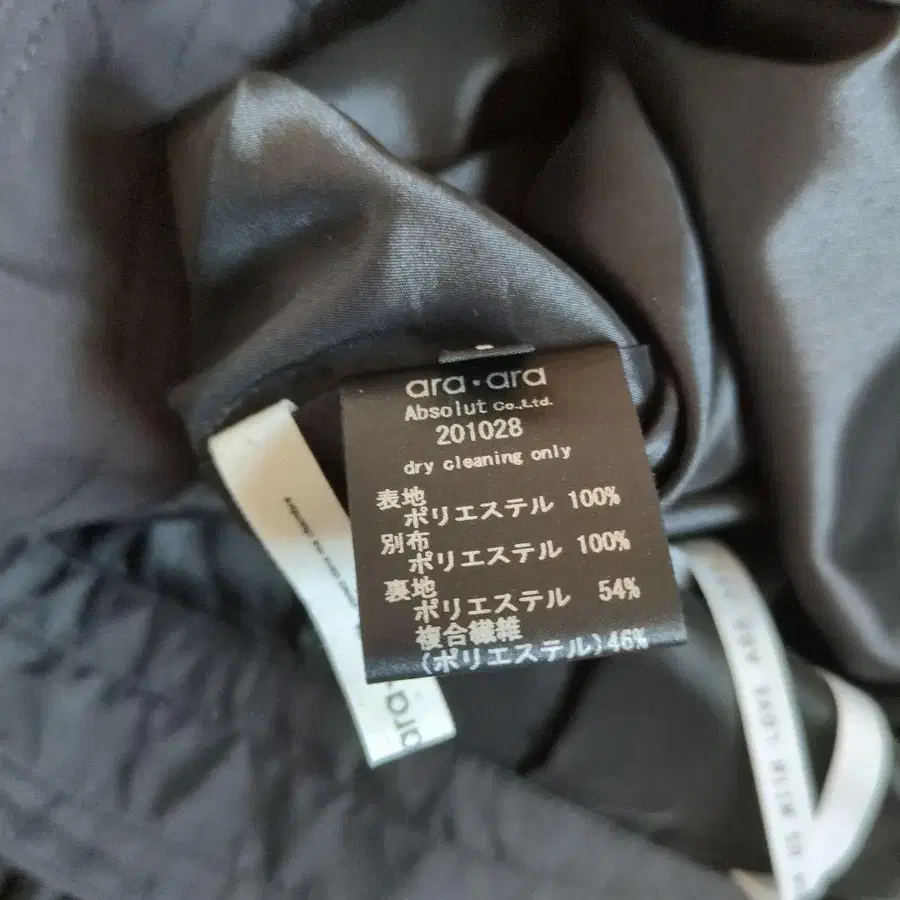 ara·ara
Absolut Co.,Ltd.
201028
dry cleaning only
表地
ポリエステル 100%
別布
ポリエステル 100%
裏地
ポリエステル 54%
複合繊維
(ポリエステル)46%
ara
LOVE